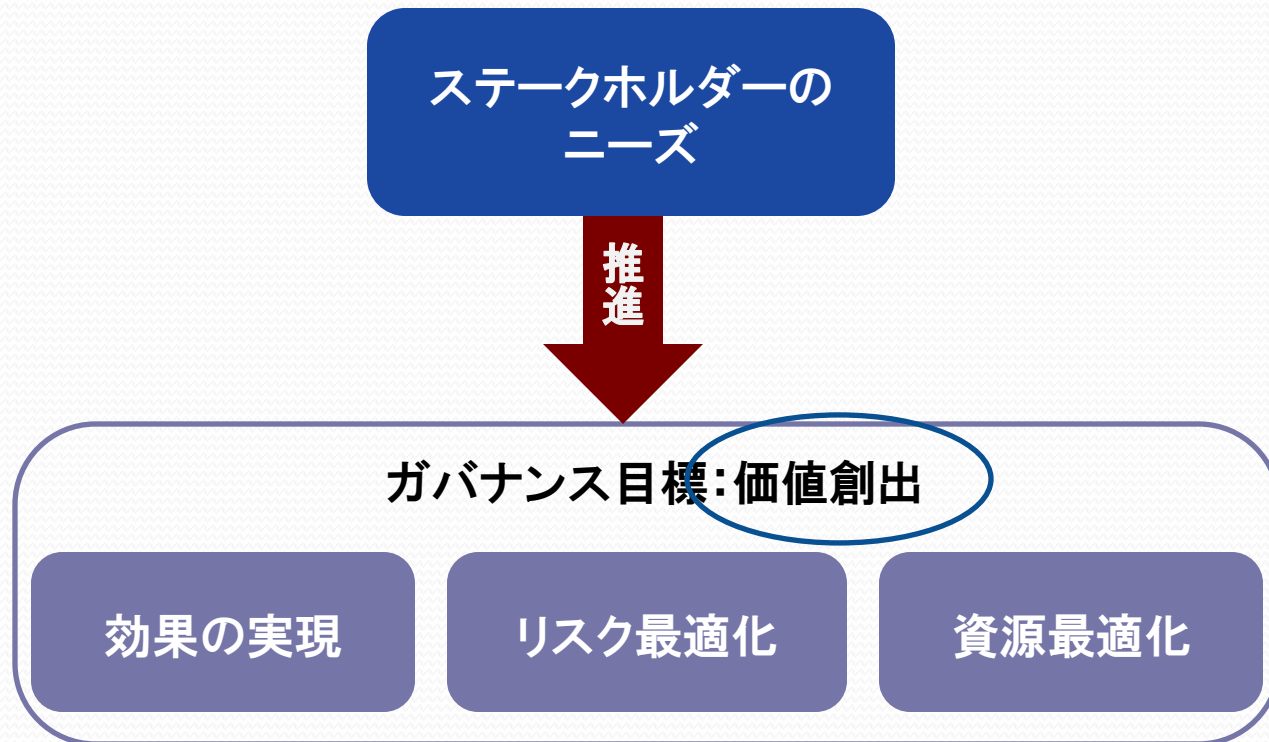 ステークホルダーの
ニーズ
推進
ガバナンス目標：価値創出
効果の実現
リスク最適化
資源最適化